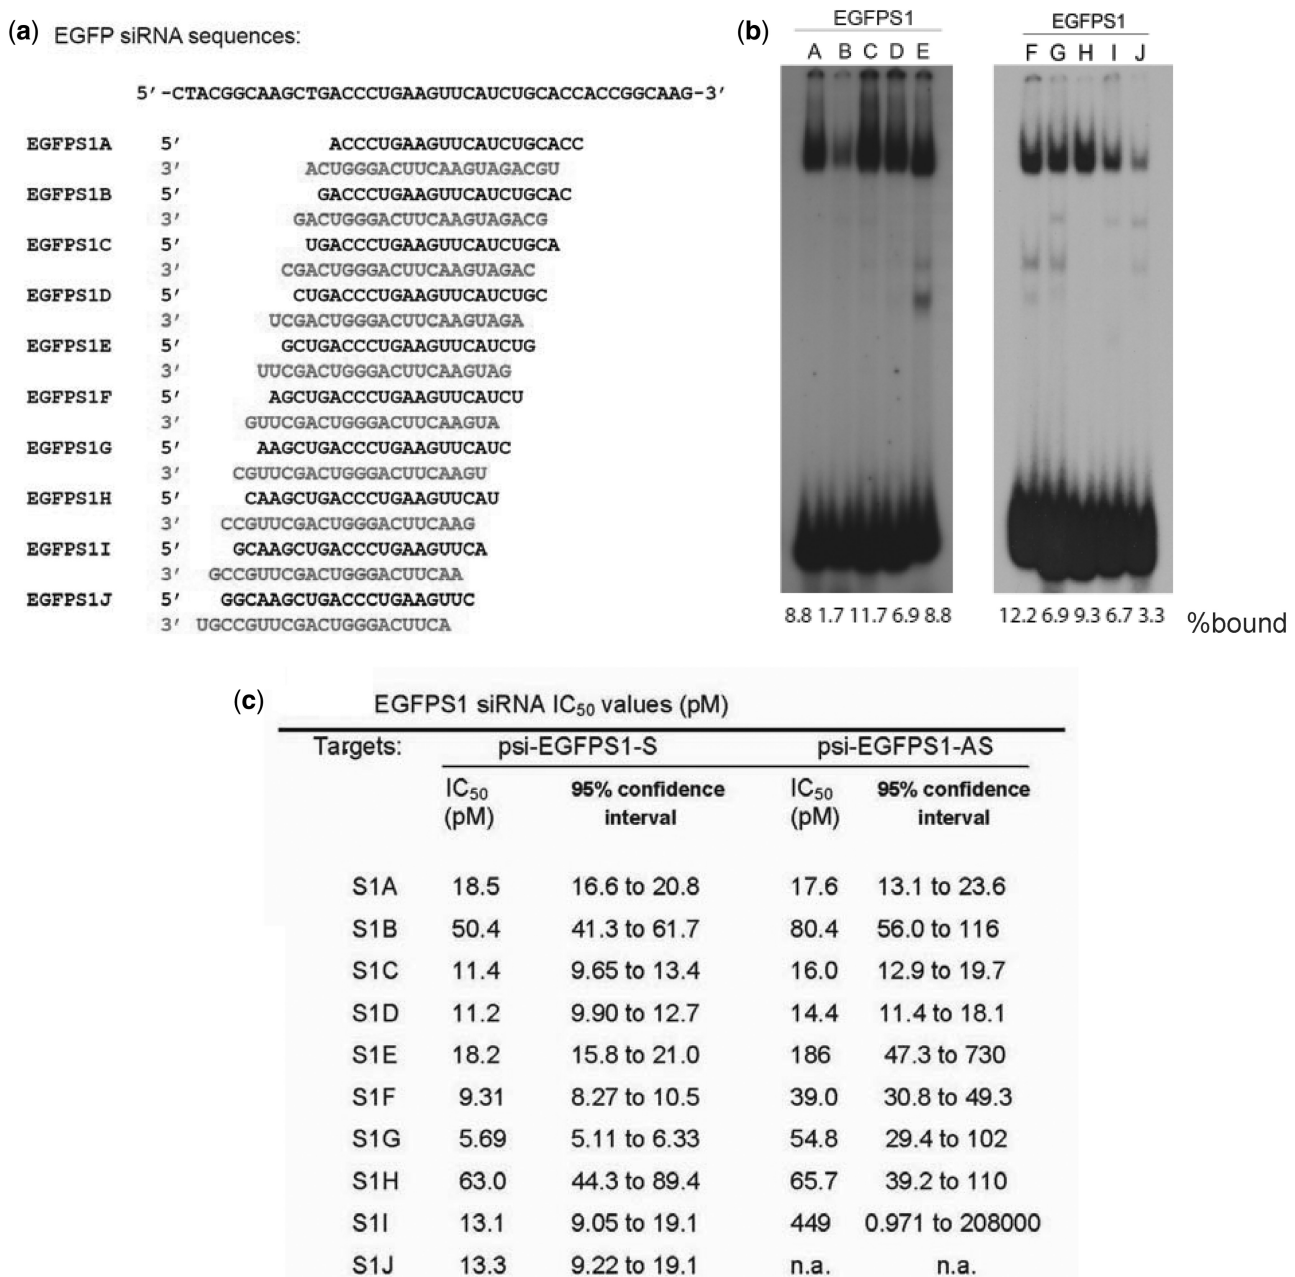 (a) EGFP siRNA sequences:
5′-CTACGGCAAGCTGACCCUGAAGUUCAUCUGCACCACCGGCAAG-3′
EGFPS1A 5′ ACCCUGAAGUUCAUCUGCACC
3′ ACUGGGACUUCAAGUAGACGU
EGFPS1B 5′ GACCCUGAAGUUCAUCUGCAC
3′ GACUGGGACUUCAAGUAGACG
EGFPS1C 5′ UGACCCUGAAGUUCAUCUGCA
3′ CGACUGGGACUUCAAGUAGAC
EGFPS1D 5′ CUGACCCUGAAGUUCAUCUGC
3′ UCGACUGGGACUUCAAGUAGA
EGFPS1E 5′ GCUGACCCUGAAGUUCAUCUG
3′ UUCGACUGGGACUUCAAGUAG
EGFPS1F 5′ AGCUGACCCUGAAGUUCAUCU
3′ GUUCGACUGGGACUUCAAGUA
EGFPS1G 5′ AAGCUGACCCUGAAGUUCAUC
3′ CGUUCGACUGGGACUUCAAGU
EGFPS1H 5′ CAAGCUGACCCUGAAGUUCAU
3′ CCGUUCGACUGGGACUUCAAG
EGFPS1I 5′ GCAAGCUGACCCUGAAGUUCA
3′ GCCGUUCGACUGGGACUUCAA
EGFPS1J 5′ GGCAAGCUGACCCUGAAGUUC
3′ UGCCGUUCGACUGGGACUUCA
(b) EGFPS1 EGFPS1
A B C D E F G H I J
8.8 1.7 11.7 6.9 8.8 12.2 6.9 9.3 6.7 3.3 %bound
(c) EGFPS1 siRNA IC50 values (pM)
Targets: psi-EGFPS1-S psi-EGFPS1-AS
IC50 95% confidence IC50 95% confidence
(pM) interval (pM) interval
S1A 18.5 16.6 to 20.8 17.6 13.1 to 23.6
S1B 50.4 41.3 to 61.7 80.4 56.0 to 116
S1C 11.4 9.65 to 13.4 16.0 12.9 to 19.7
S1D 11.2 9.90 to 12.7 14.4 11.4 to 18.1
S1E 18.2 15.8 to 21.0 186 47.3 to 730
S1F 9.31 8.27 to 10.5 39.0 30.8 to 49.3
S1G 5.69 5.11 to 6.33 54.8 29.4 to 102
S1H 63.0 44.3 to 89.4 65.7 39.2 to 110
S1I 13.1 9.05 to 19.1 449 0.971 to 208000
S1J 13.3 9.22 to 19.1 n.a. n.a.